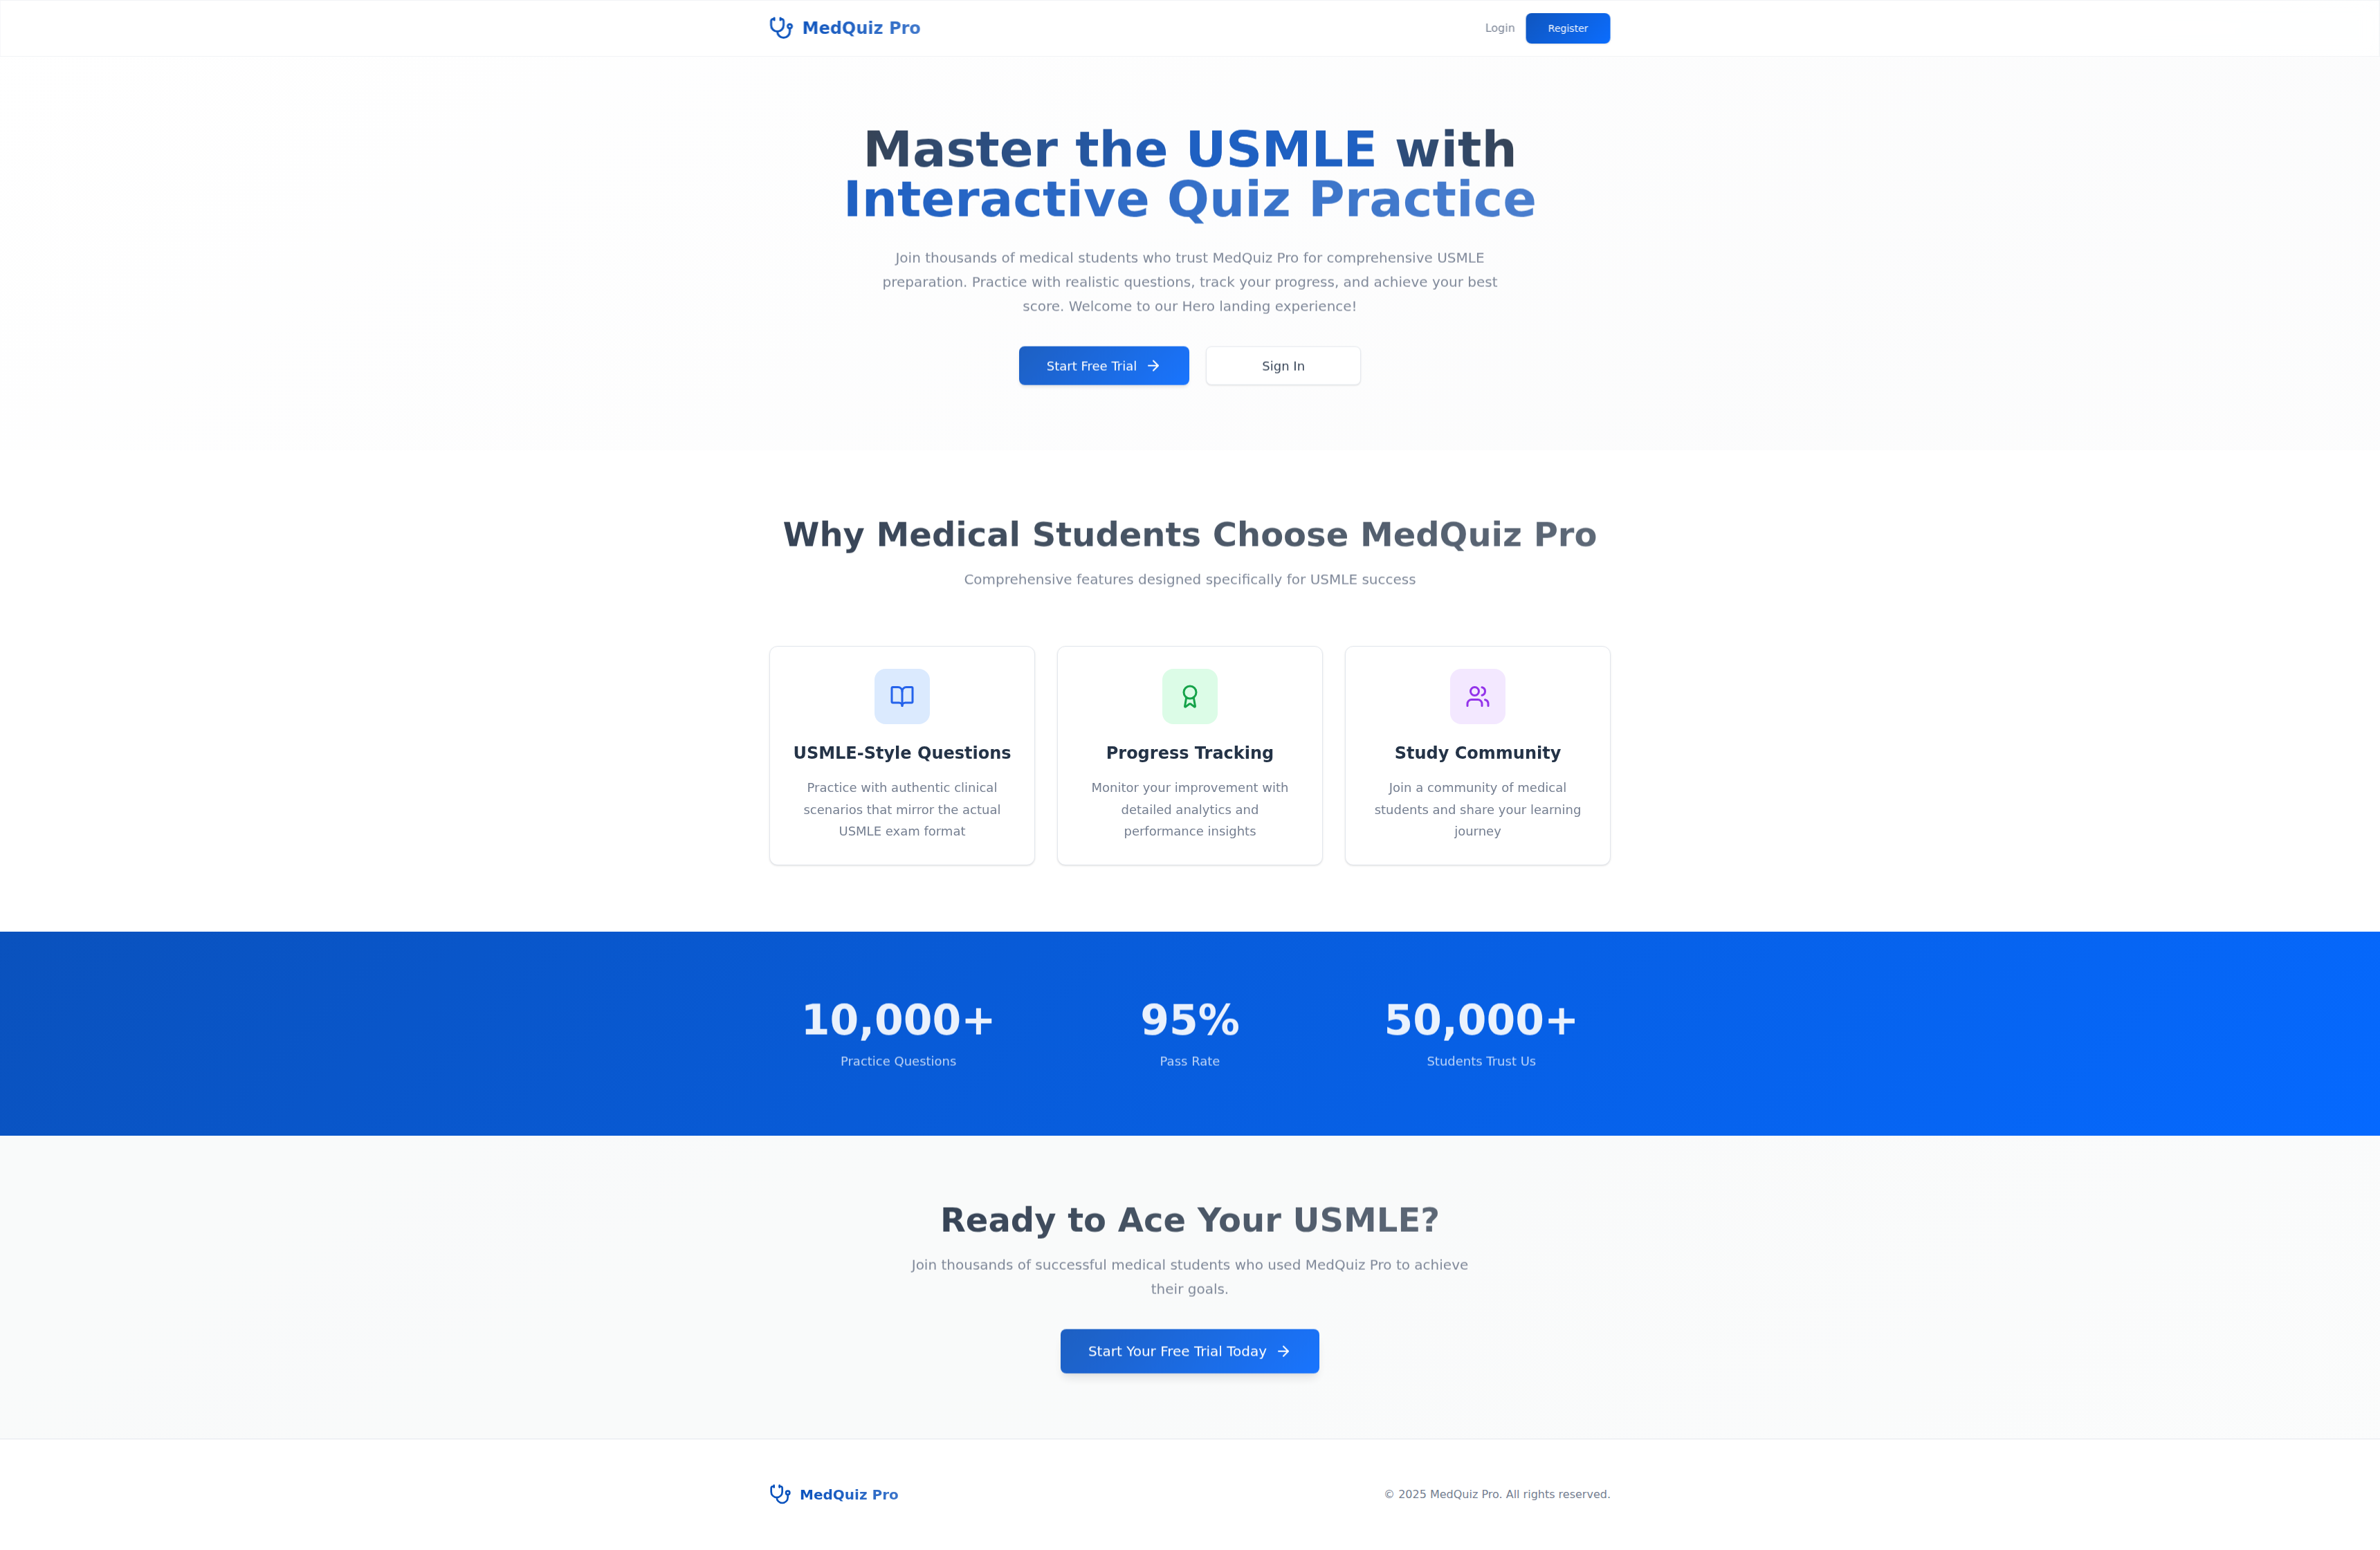 MedQuiz Pro
Login
Register
Master the USMLE with
Interactive Quiz Practice
Join thousands of medical students who trust MedQuiz Pro for comprehensive USMLE
preparation. Practice with realistic questions, track your progress, and achieve your best
score. Welcome to our Hero landing experience!
Start Free Trial
Sign In
Why Medical Students Choose MedQuiz Pro
Comprehensive features designed specifically for USMLE success
USMLE-Style Questions
Practice with authentic clinical
scenarios that mirror the actual
USMLE exam format
Progress Tracking
Monitor your improvement with
detailed analytics and
performance insights
Study Community
Join a community of medical
students and share your learning
journey
10,000+
Practice Questions
95%
Pass Rate
50,000+
Students Trust Us
Ready to Ace Your USMLE?
Join thousands of successful medical students who used MedQuiz Pro to achieve
their goals.
Start Your Free Trial Today
MedQuiz Pro
© 2025 MedQuiz Pro. All rights reserved.